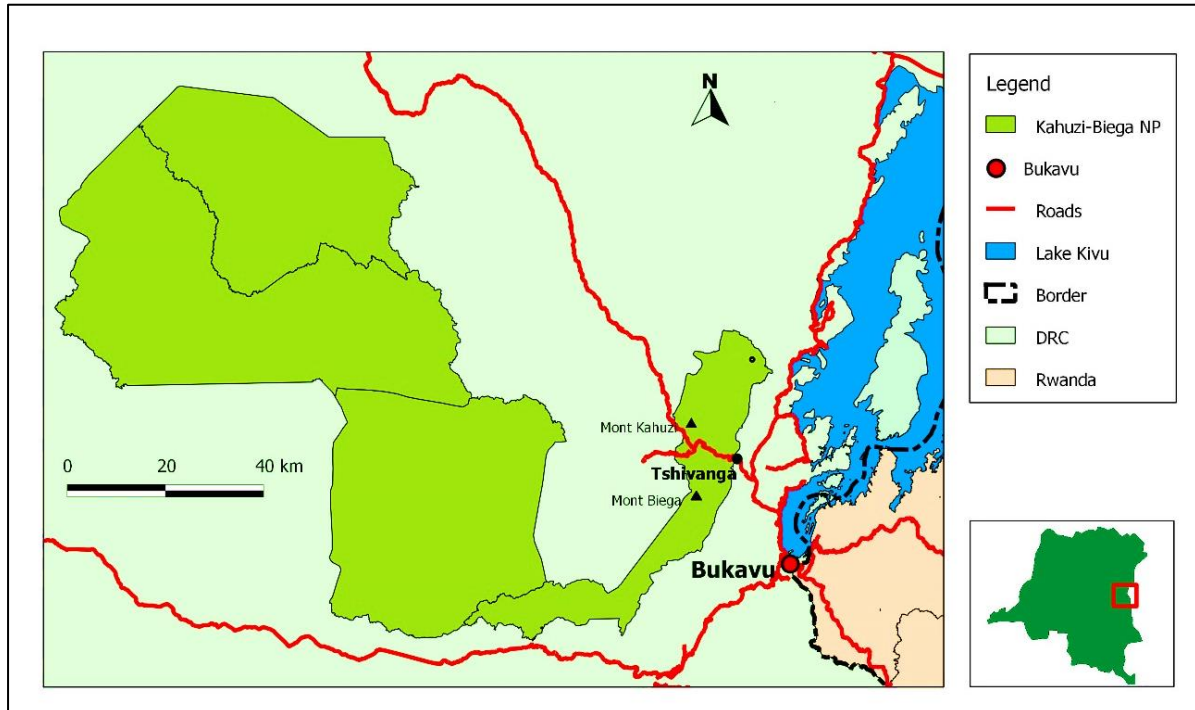 N
Mont Kahuzi
Tshivanga
Mont Biega
Bukavu
0 20 40 km
Legend
Kahuzi-Biega NP
Bukavu
Roads
Lake Kivu
Border
DRC
Rwanda